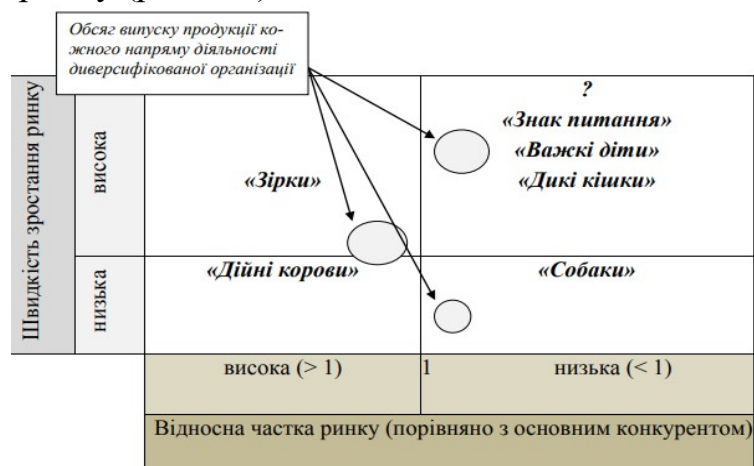 Обсяг випуску продукції ко-
жного напряму діяльності
диверсифікованої організації
Швидкість зростання ринку
висока
низька
«Зірки»
?
«Знак питання»
«Важкі діти»
«Дикі кішки»
«Дійні корови»
«Собаки»
висока (> 1)
1
низька (< 1)
Відносна частка ринку (порівняно з основним конкурентом)